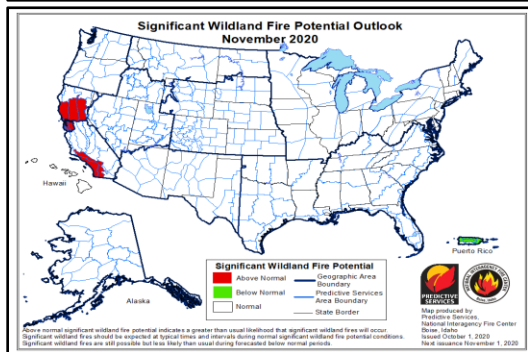 Significant Wildland Fire Potential Outlook
November 2020
Hawaii
Alaska
Puerto Rico
Significant Wildland Fire Potential
Above Normal
Below Normal
Normal
Geographic Area
Boundary
Predictive Services
Area Boundary
State Border
PREDICTIVE
SERVICES
Map produced by
Predictive Services,
National Interagency Fire Center
Boise, Idaho
Issued October 1, 2020
Next issuance November 1, 2020
Above normal significant wildland fire potential indicates a greater than usual likelihood that significant wildland fires will occur.
Significant wildland fires should be expected at typical times and intervals during normal significant wildland fire potential conditions.
Significant wildland fires are still possible but less likely than usual during forecasted below normal periods.